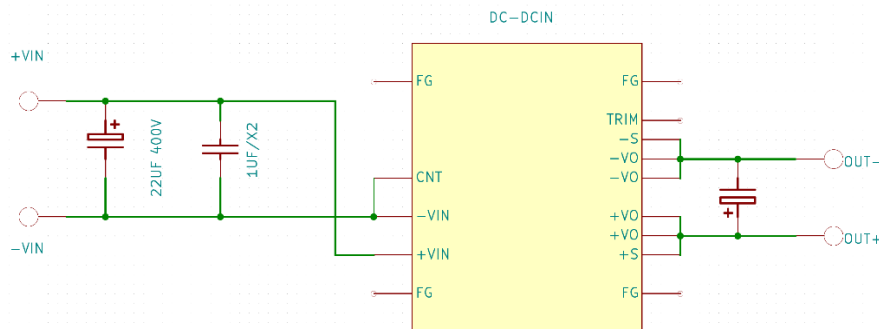 DC-DCIN
+VIN
FG
FG
TRIM
-S
22UF 400V
1UF/X2
-VO
OUT-
CNT
-VO
-VIN
+VO
-VIN
+VO
OUT+
+VIN
+S
FG
FG